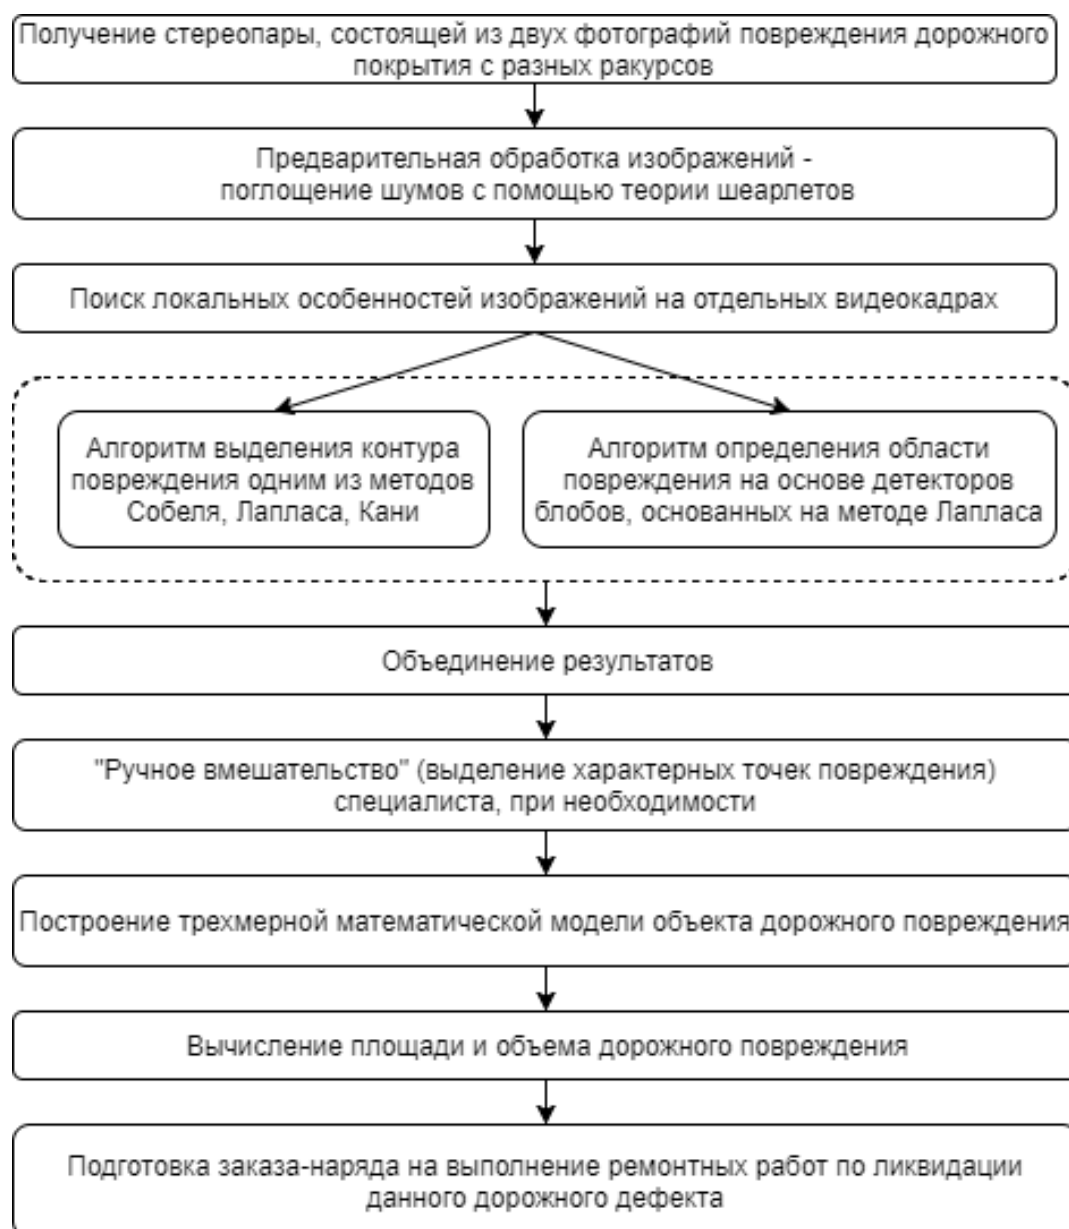 Получение стереопары, состоящей из двух фотографий повреждения дорожного
покрытия с разных ракурсов
Предварительная обработка изображений -
поглощение шумов с помощью теории шеарлетов
Поиск локальных особенностей изображений на отдельных видеокадрах
Алгоритм выделения контура
повреждения одним из методов
Собеля, Лапласа, Кани
Алгоритм определения области
повреждения на основе детекторов
блобов, основанных на методе Лапласа
Объединение результатов
"Ручное вмешательство" (выделение характерных точек повреждения)
специалиста, при необходимости
Построение трехмерной математической модели объекта дорожного повреждения
Вычисление площади и объема дорожного повреждения
Подготовка заказа-наряда на выполнение ремонтных работ по ликвидации
данного дорожного дефекта